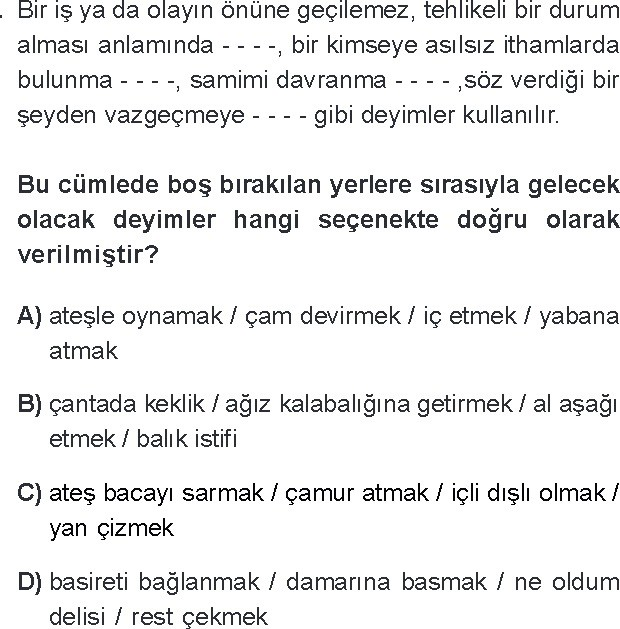 . Bir iş ya da olayın önüne geçilemez, tehlikeli bir durum
alması anlamında - - - -, bir kimseye asılsız ithamlarda
bulunma - - - -, samimi davranma - - - - ,söz verdiği bir
şeyden vazgeçmeye - - - - gibi deyimler kullanılır.
Bu cümlede boş bırakılan yerlere sırasıyla gelecek
olacak deyimler hangi seçenekte doğru olarak
verilmiştir?
A) ateşle oynamak / çam devirmek / iç etmek / yabana
atmak
B) çantada keklik / ağız kalabalığına getirmek / al aşağı
etmek / balık istifi
C) ateş bacayı sarmak / çamur atmak / içli dışlı olmak /
yan çizmek
D) basireti bağlanmak / damarına basmak / ne oldum
delisi / rest çekmek